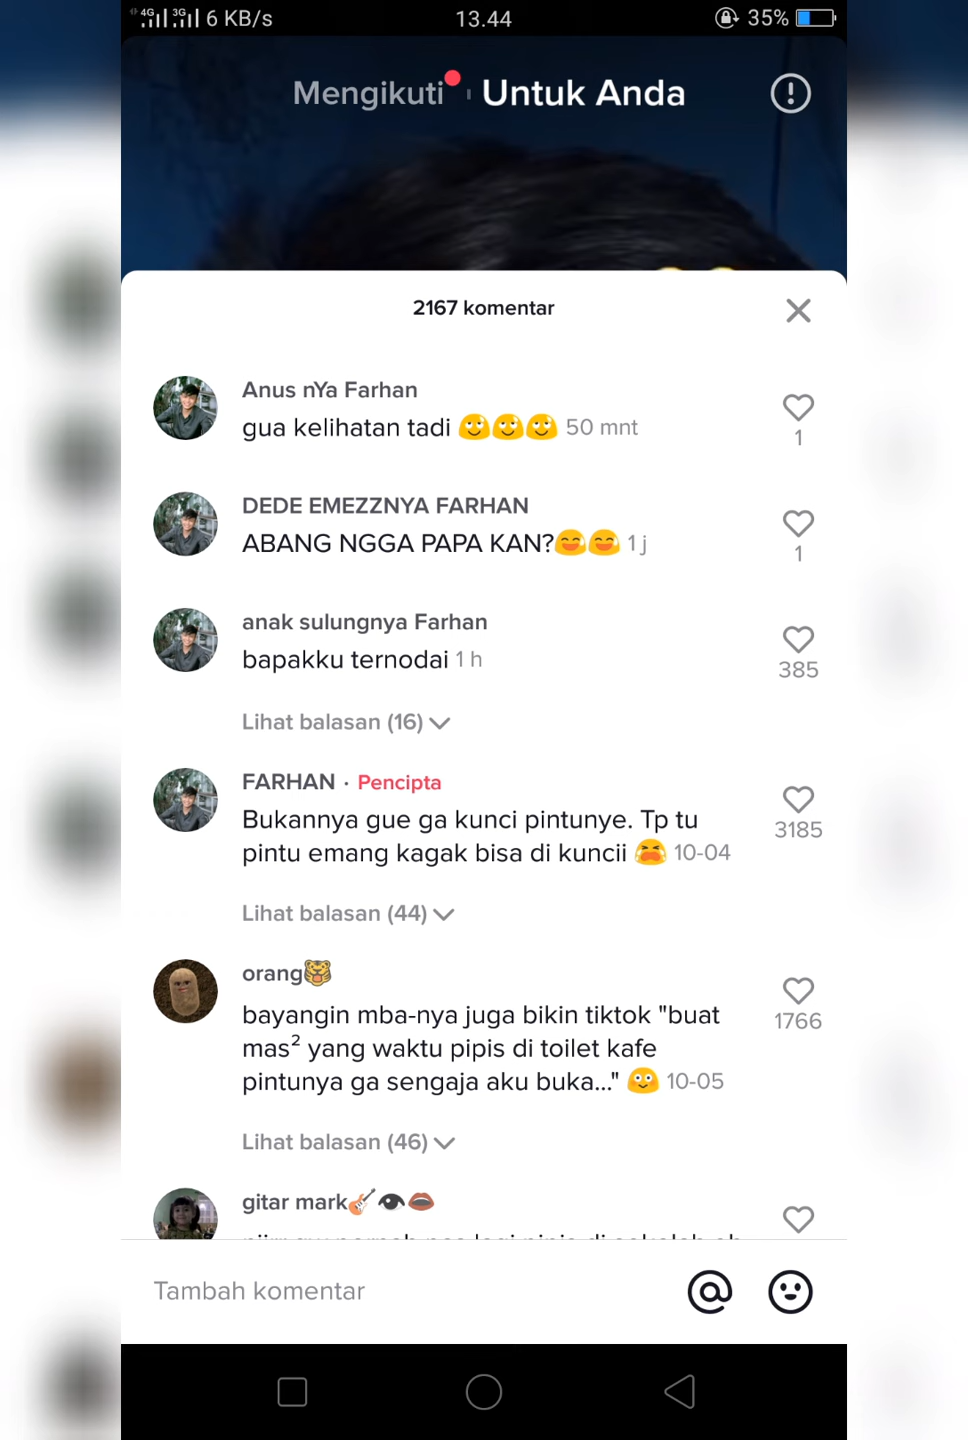 4G 3G 6 KB/s 13.44 35%
Mengikuti Untuk Anda
2167 komentar
Anus nYa Farhan
gua kelihatan tadi 🙄🙄🙄 50 mnt
1
DEDE EMEZZNYA FARHAN
ABANG NGGA PAPA KAN?🤗🤗 1 j
1
anak sulungnya Farhan
bapakku ternodai 1 h
385
Lihat balasan (16)
FARHAN · Pencipta
Bukannya gue ga kunci pintunye. Tp tu
pintu emang kagak bisa di kuncii 😭 10-04
3185
Lihat balasan (44)
orang🐯
bayangin mba-nya juga bikin tiktok "buat
mas² yang waktu pipis di toilet kafe
pintunya ga sengaja aku buka..." 🙂 10-05
1766
Lihat balasan (46)
gitar mark🎸👁👄
Tambah komentar